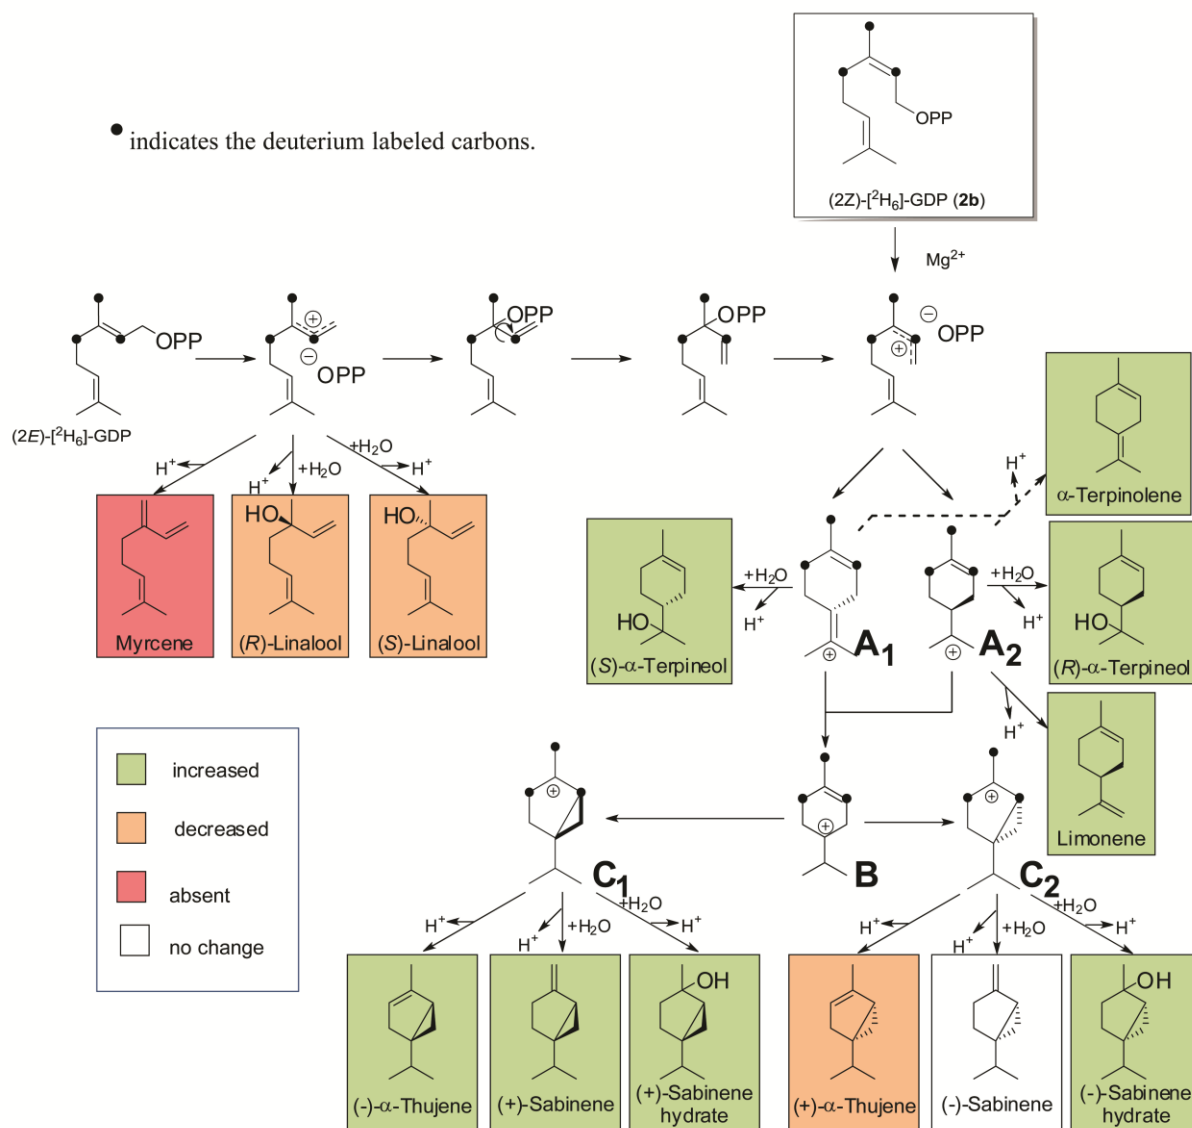 OPP
(2Z)-[²H₆]-GDP (2b)
• indicates the deuterium labeled carbons.
Mg²⁺
OPP
(2E)-[²H₆]-GDP
+
−
OPP
OPP
OPP
+
−
OPP
H⁺
+H₂O
H⁺
+H₂O
H⁺
Myrcene
HO
(R)-Linalool
HO
(S)-Linalool
H⁺
α-Terpinolene
HO
(S)-α-Terpineol
+H₂O
H⁺
+
A₁
+
A₂
+H₂O
H⁺
HO
(R)-α-Terpineol
H⁺
Limonene
increased
decreased
absent
no change
+
C₁
+
B
+
C₂
H⁺
H⁺
+H₂O
+H₂O
H⁺
H⁺
H⁺
+H₂O
+H₂O
H⁺
(-)-α-Thujene
(+)-Sabinene
OH
(+)-Sabinene
hydrate
(+)-α-Thujene
(-)-Sabinene
OH
(-)-Sabinene
hydrate